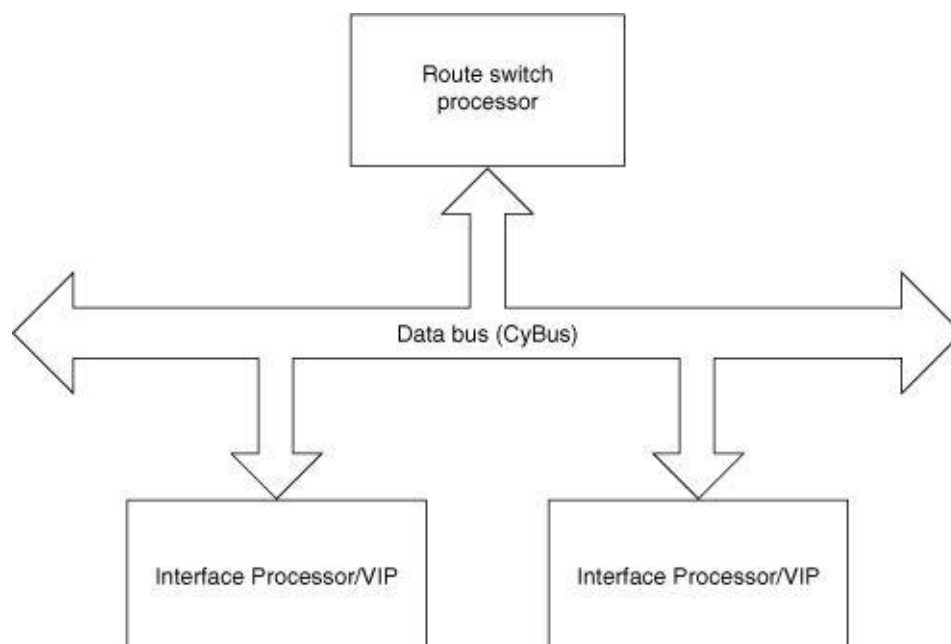 Route switch
processor
Data bus (CyBus)
Interface Processor/VIP
Interface Processor/VIP